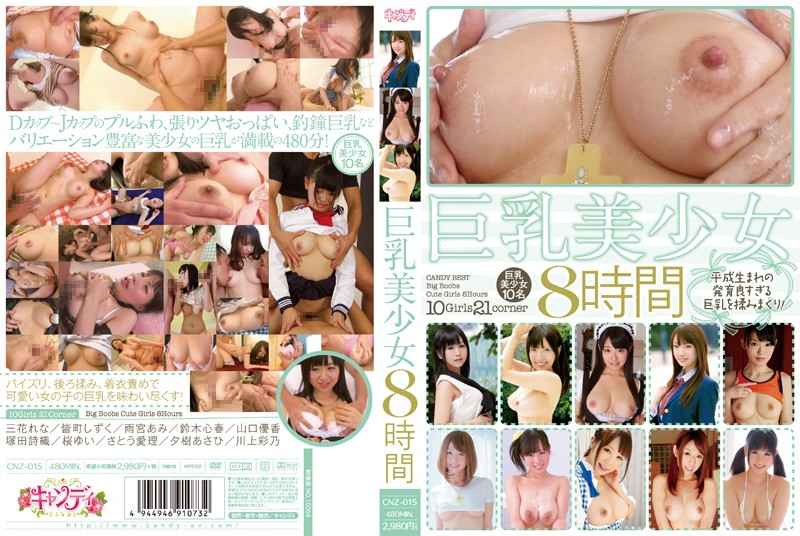 Dカップ～Jカップのプルふわ、張りツヤおっぱい、釣鐘巨乳など
バリエーション豊富な美少女の巨乳が満載の480分!
巨乳
美少女
10名
パイズリ、後ろ揉み、着衣責めで
可愛い女の子の巨乳を味わい尽くす!
10Girls 21Corner
Big Boobs Cute Girls 8Hours
三花れな/皆町しずく/雨宮あみ/鈴木心春/山口優香
塚田詩織/桜ゆい/さとう愛理/夕樹あさひ/川上彩乃
CNZ-015
480MIN.
2,980円
キャンディ
4 944946 910732
http://www.candy-av.com/
キャンディ
巨乳美少女8時間
CNZ-015
480MIN.
2,980円
巨乳美少女
8時間
CANDY BEST
Big Boobs
Cute Girls 8Hours
10Girls21corner
巨乳
美少女
10名
平成生まれの
発育良すぎる
巨乳を揉みまくり!